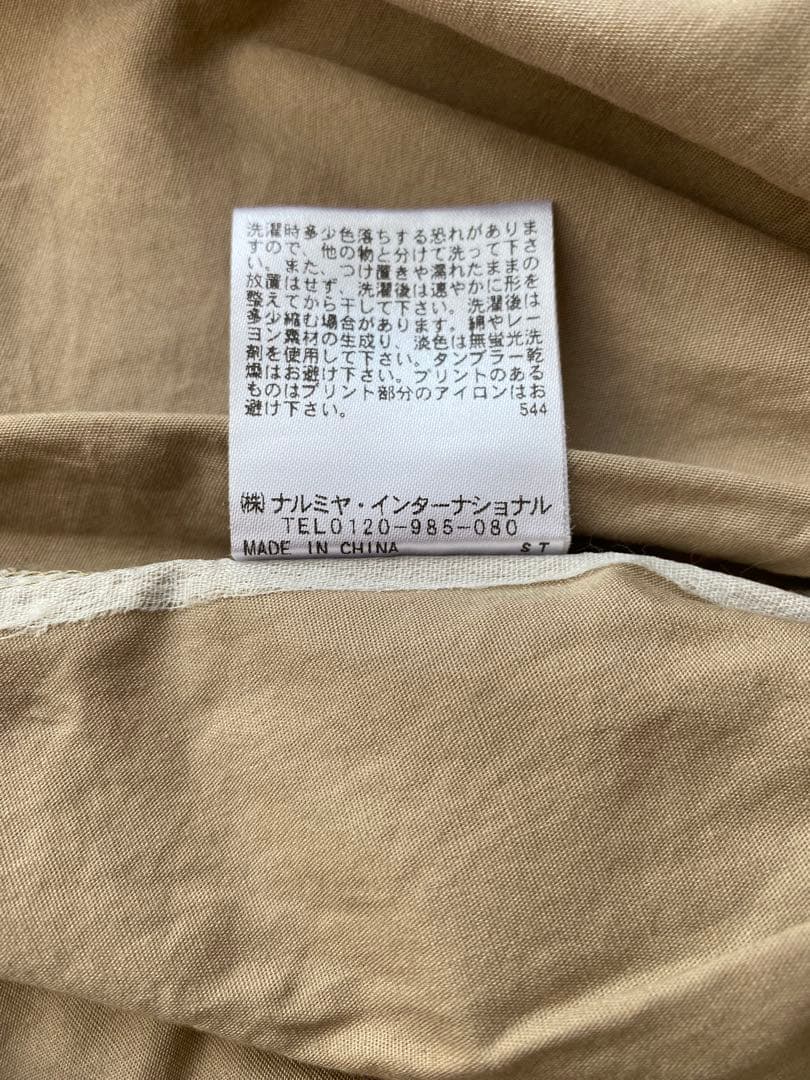 洗濯時多少色落ちする恐れがありま
すので、他の物と分けて洗って下さ
い。また、つけ置きや濡れたままの
放置はせず、洗濯後は速やかに形を
整えてから干して下さい。洗濯後は
多少縮む場合があります。綿やレー
ヨン素材の生成り、淡色は無蛍光洗
剤を使用して下さい。タンブラー乾
燥はお避け下さい。プリントのある
ものはプリント部分のアイロンはお
避け下さい。 544
㈱ナルミヤ・インターナショナル
TEL0120-985-080
MADE IN CHINA ST